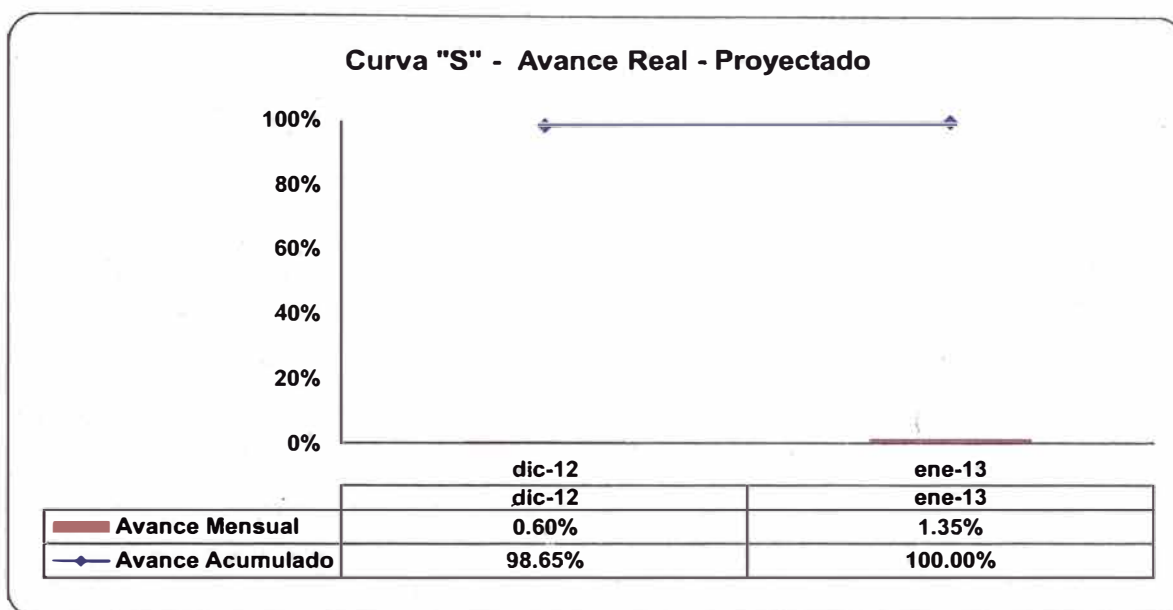 Curva "S" - Avance Real - Proyectado
100%
80%
60%
40%
20%
0%
dic-12 ene-13
dic-12 ene-13
Avance Mensual 0.60% 1.35%
Avance Acumulado 98.65% 100.00%